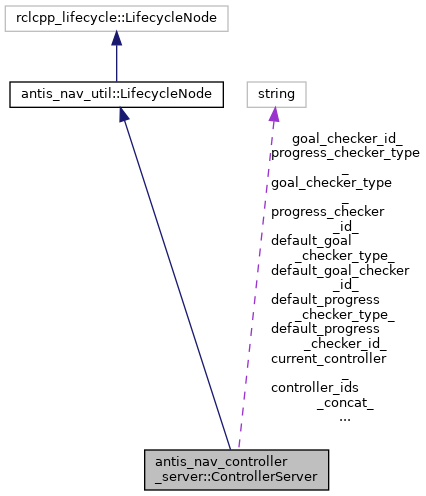 rclcpp_lifecycle::LifecycleNode
antis_nav_util::LifecycleNode
string
goal_checker_id_
progress_checker_type
_
goal_checker_type
_
progress_checker
_id_
default_goal
_checker_type_
default_goal_checker
_id_
default_progress
_checker_type_
default_progress
_checker_id_
current_controller
_
controller_ids
_concat_
...
antis_nav_controller
_server::ControllerServer